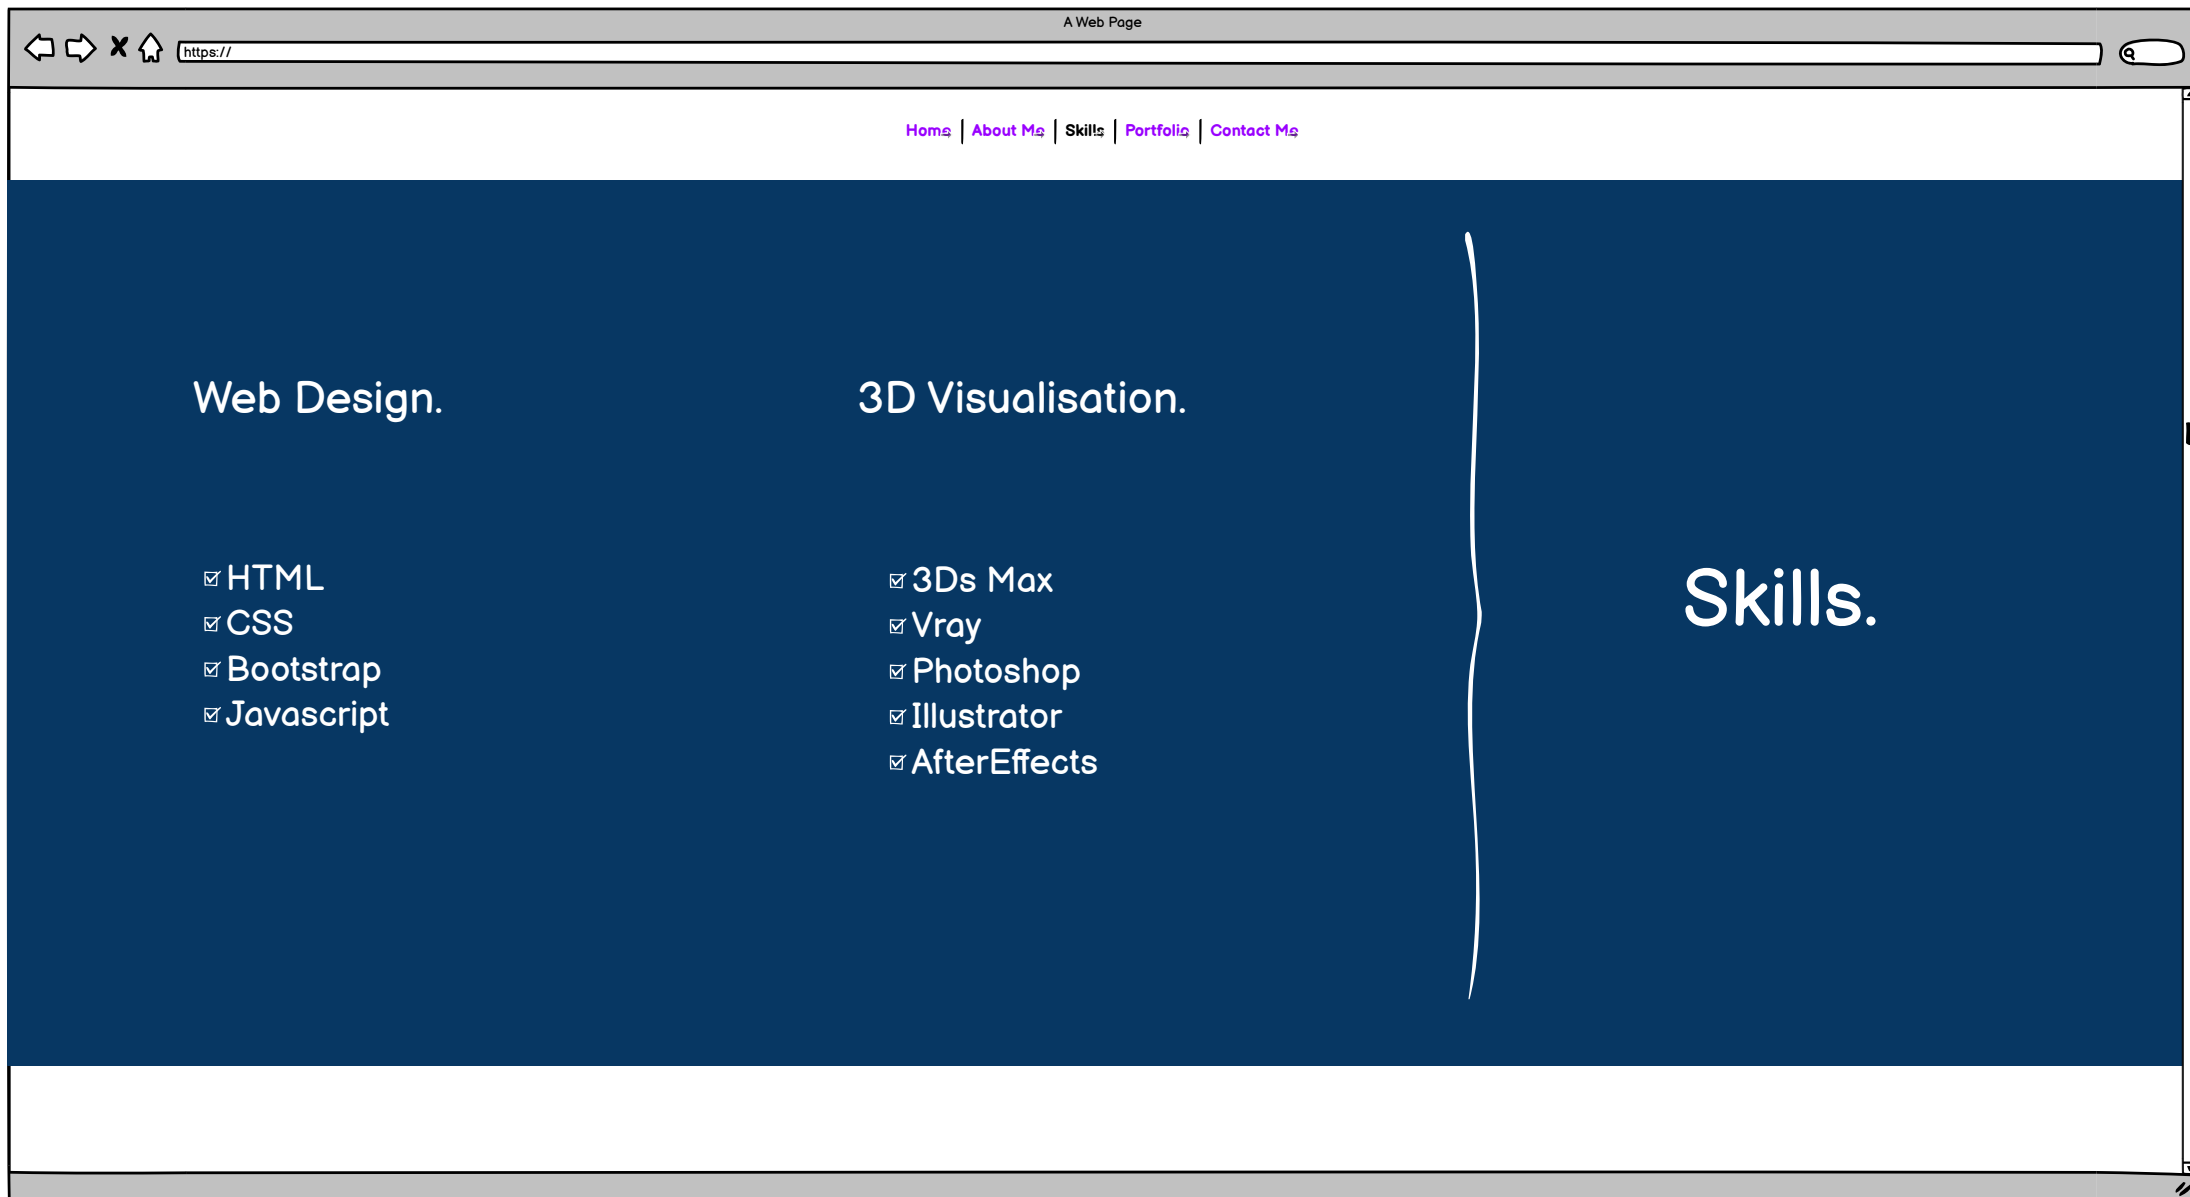 A Web Page
https://
Home | About Me | Skills | Portfolio | Contact Me
Web Design.
HTML
CSS
Bootstrap
Javascript
3D Visualisation.
3Ds Max
Vray
Photoshop
Illustrator
AfterEffects
Skills.